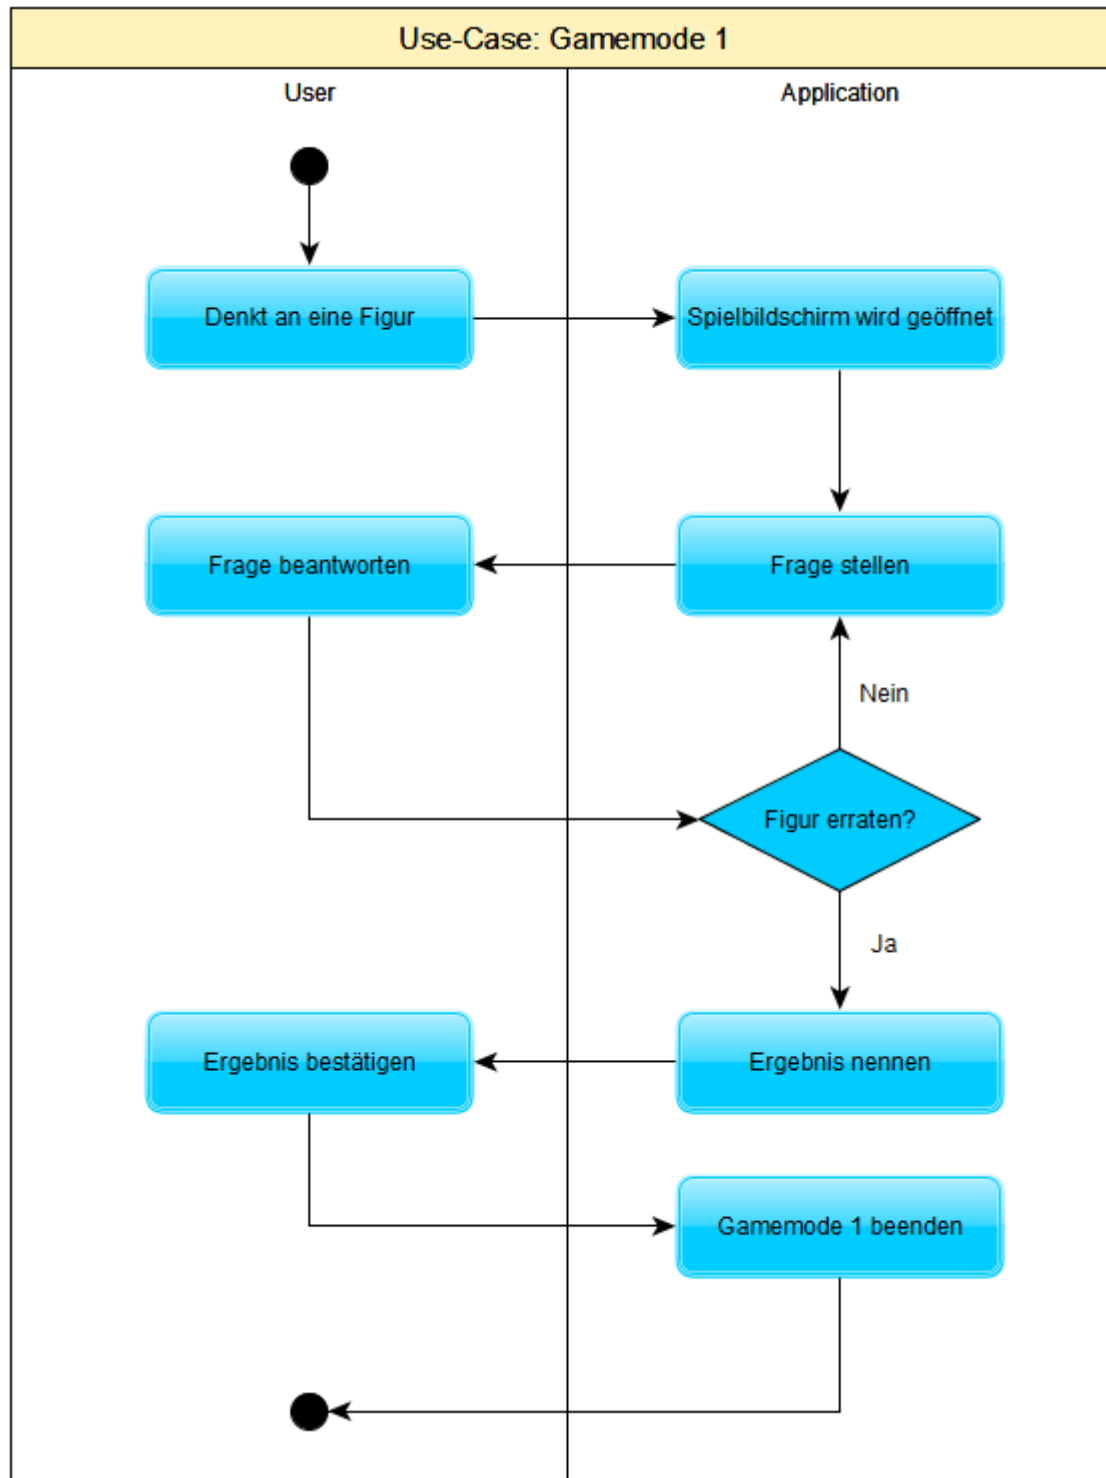 Use-Case: Gamemode 1
User
Application
Denkt an eine Figur
Spielbildschirm wird geöffnet
Frage beantworten
Frage stellen
Nein
Figur erraten?
Ja
Ergebnis bestätigen
Ergebnis nennen
Gamemode 1 beenden